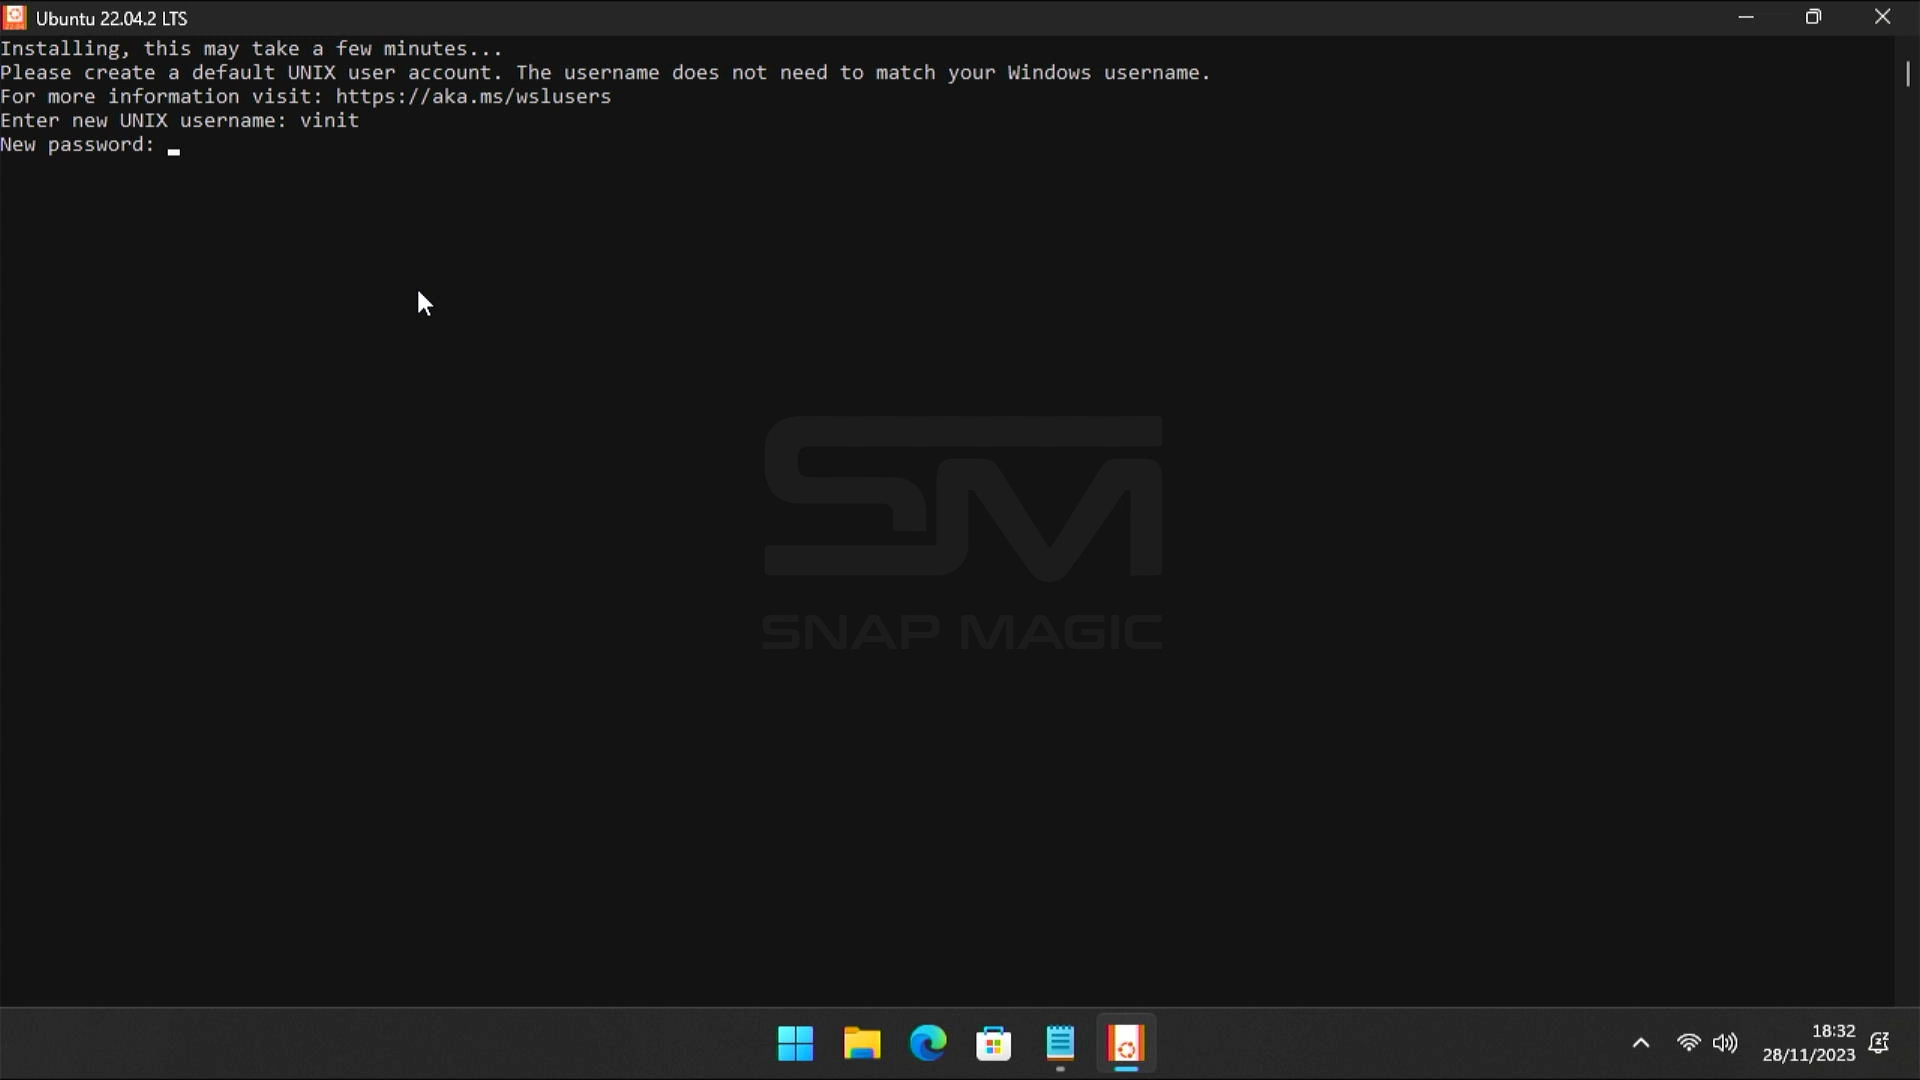 Ubuntu 22.04.2 LTS
Installing, this may take a few minutes...
Please create a default UNIX user account. The username does not need to match your Windows username.
For more information visit: https://aka.ms/wslusers
Enter new UNIX username: vinit
New password:
SM
SNAP MAGIC
18:32
28/11/2023